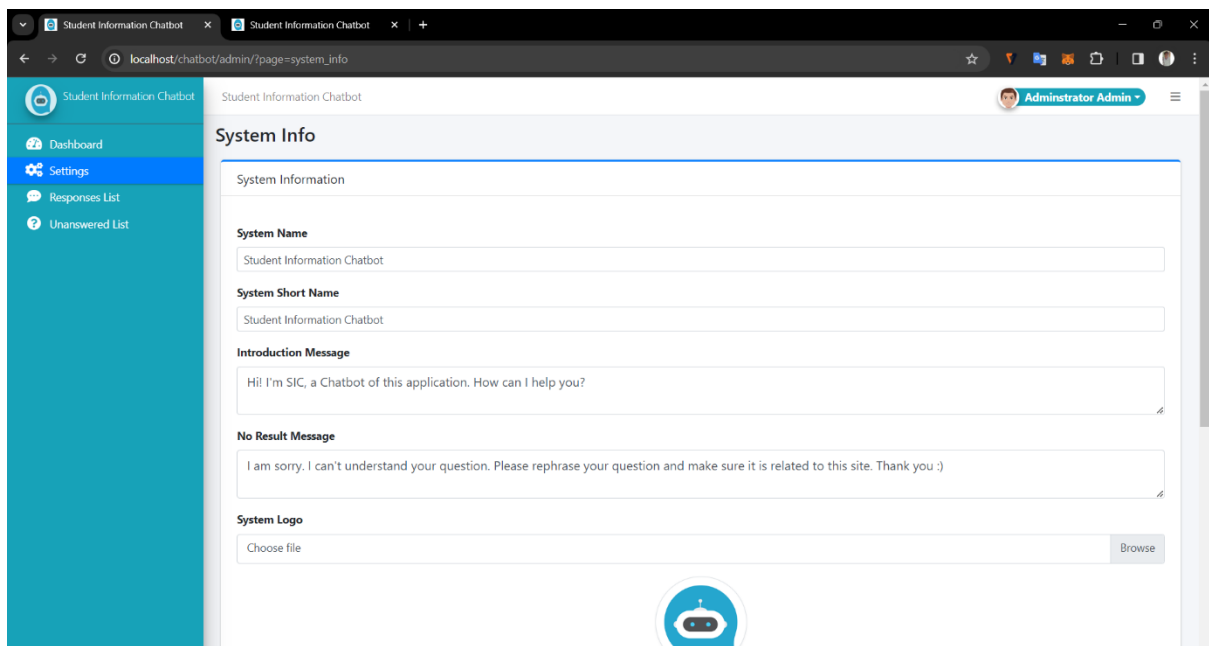 Student Information Chatbot
Student Information Chatbot
localhost/chatbot/admin/?page=system_info
Student Information Chatbot
Student Information Chatbot
Adminstrator Admin
Dashboard
Settings
Responses List
Unanswered List
System Info
System Information
System Name
Student Information Chatbot
System Short Name
Student Information Chatbot
Introduction Message
Hi! I'm SIC, a Chatbot of this application. How can I help you?
No Result Message
I am sorry. I can't understand your question. Please rephrase your question and make sure it is related to this site. Thank you :)
System Logo
Choose file
Browse